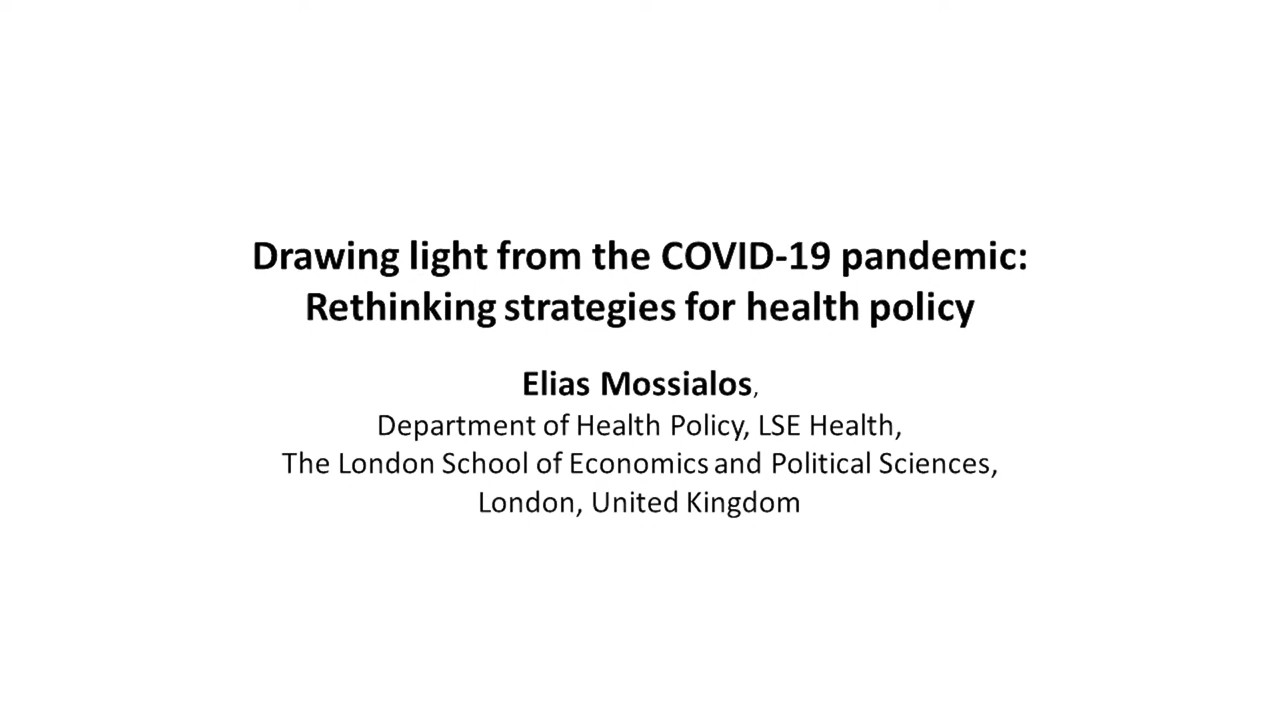 Drawing light from the COVID-19 pandemic:
Rethinking strategies for health policy
Elias Mossialos,
Department of Health Policy, LSE Health,
The London School of Economics and Political Sciences,
London, United Kingdom